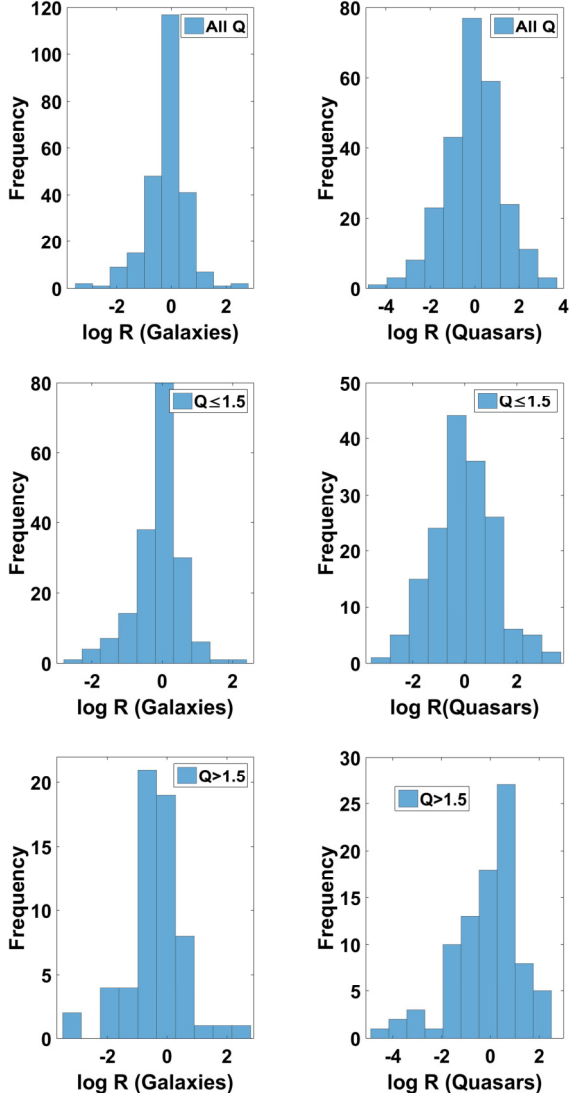 120
100
80
60
40
20
0
Frequency
All Q
-2 0 2
log R (Galaxies)
80
60
40
20
0
Frequency
All Q
-4 -2 0 2 4
log R (Quasars)
80
60
40
20
0
Frequency
Q≤1.5
-2 0 2
log R (Galaxies)
50
40
30
20
10
0
Frequency
Q≤1.5
-2 0 2
log R(Quasars)
20
15
10
5
0
Frequency
Q>1.5
-2 0 2
log R (Galaxies)
30
25
20
15
10
5
0
Frequency
Q>1.5
-4 -2 0 2
log R (Quasars)